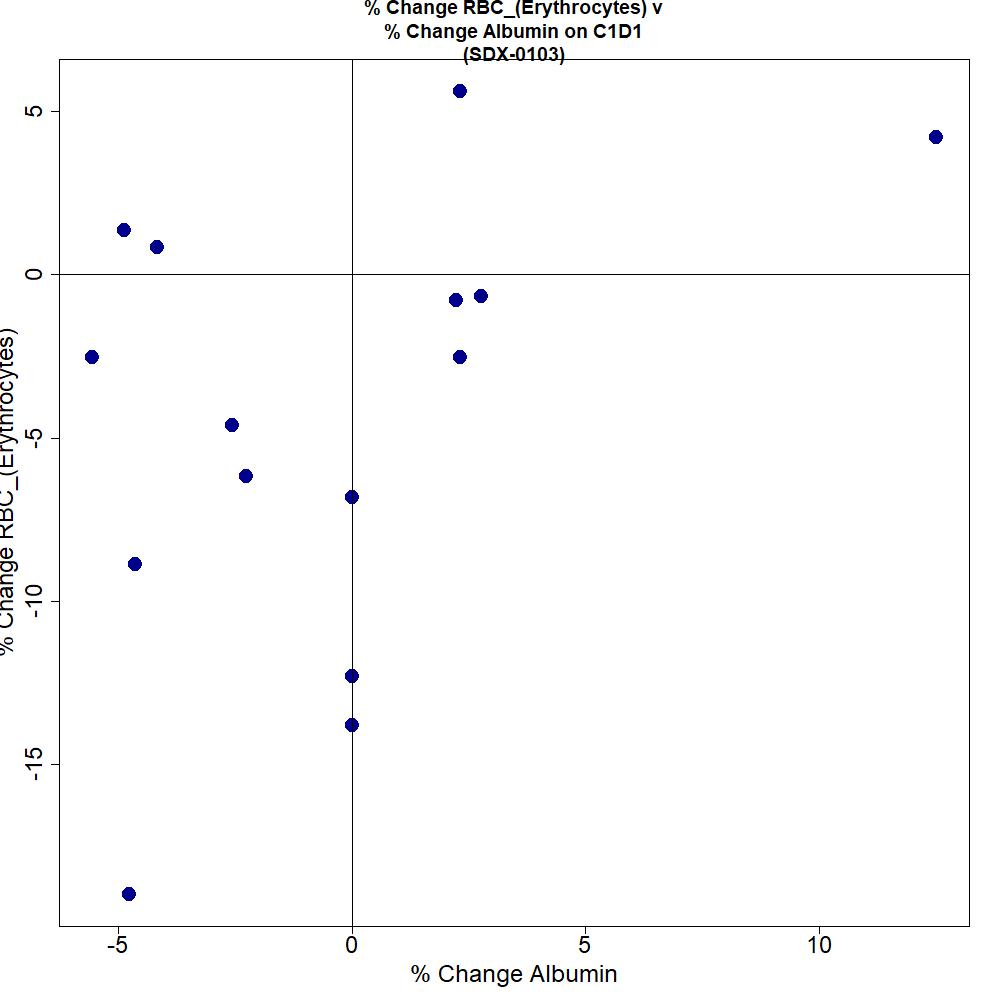 % Change RBC_(Erythrocytes) v
% Change Albumin on C1D1
(SDX-0103)
% Change RBC_(Erythrocytes)
5
0
-5
-10
-15
-5
0
5
10
% Change Albumin